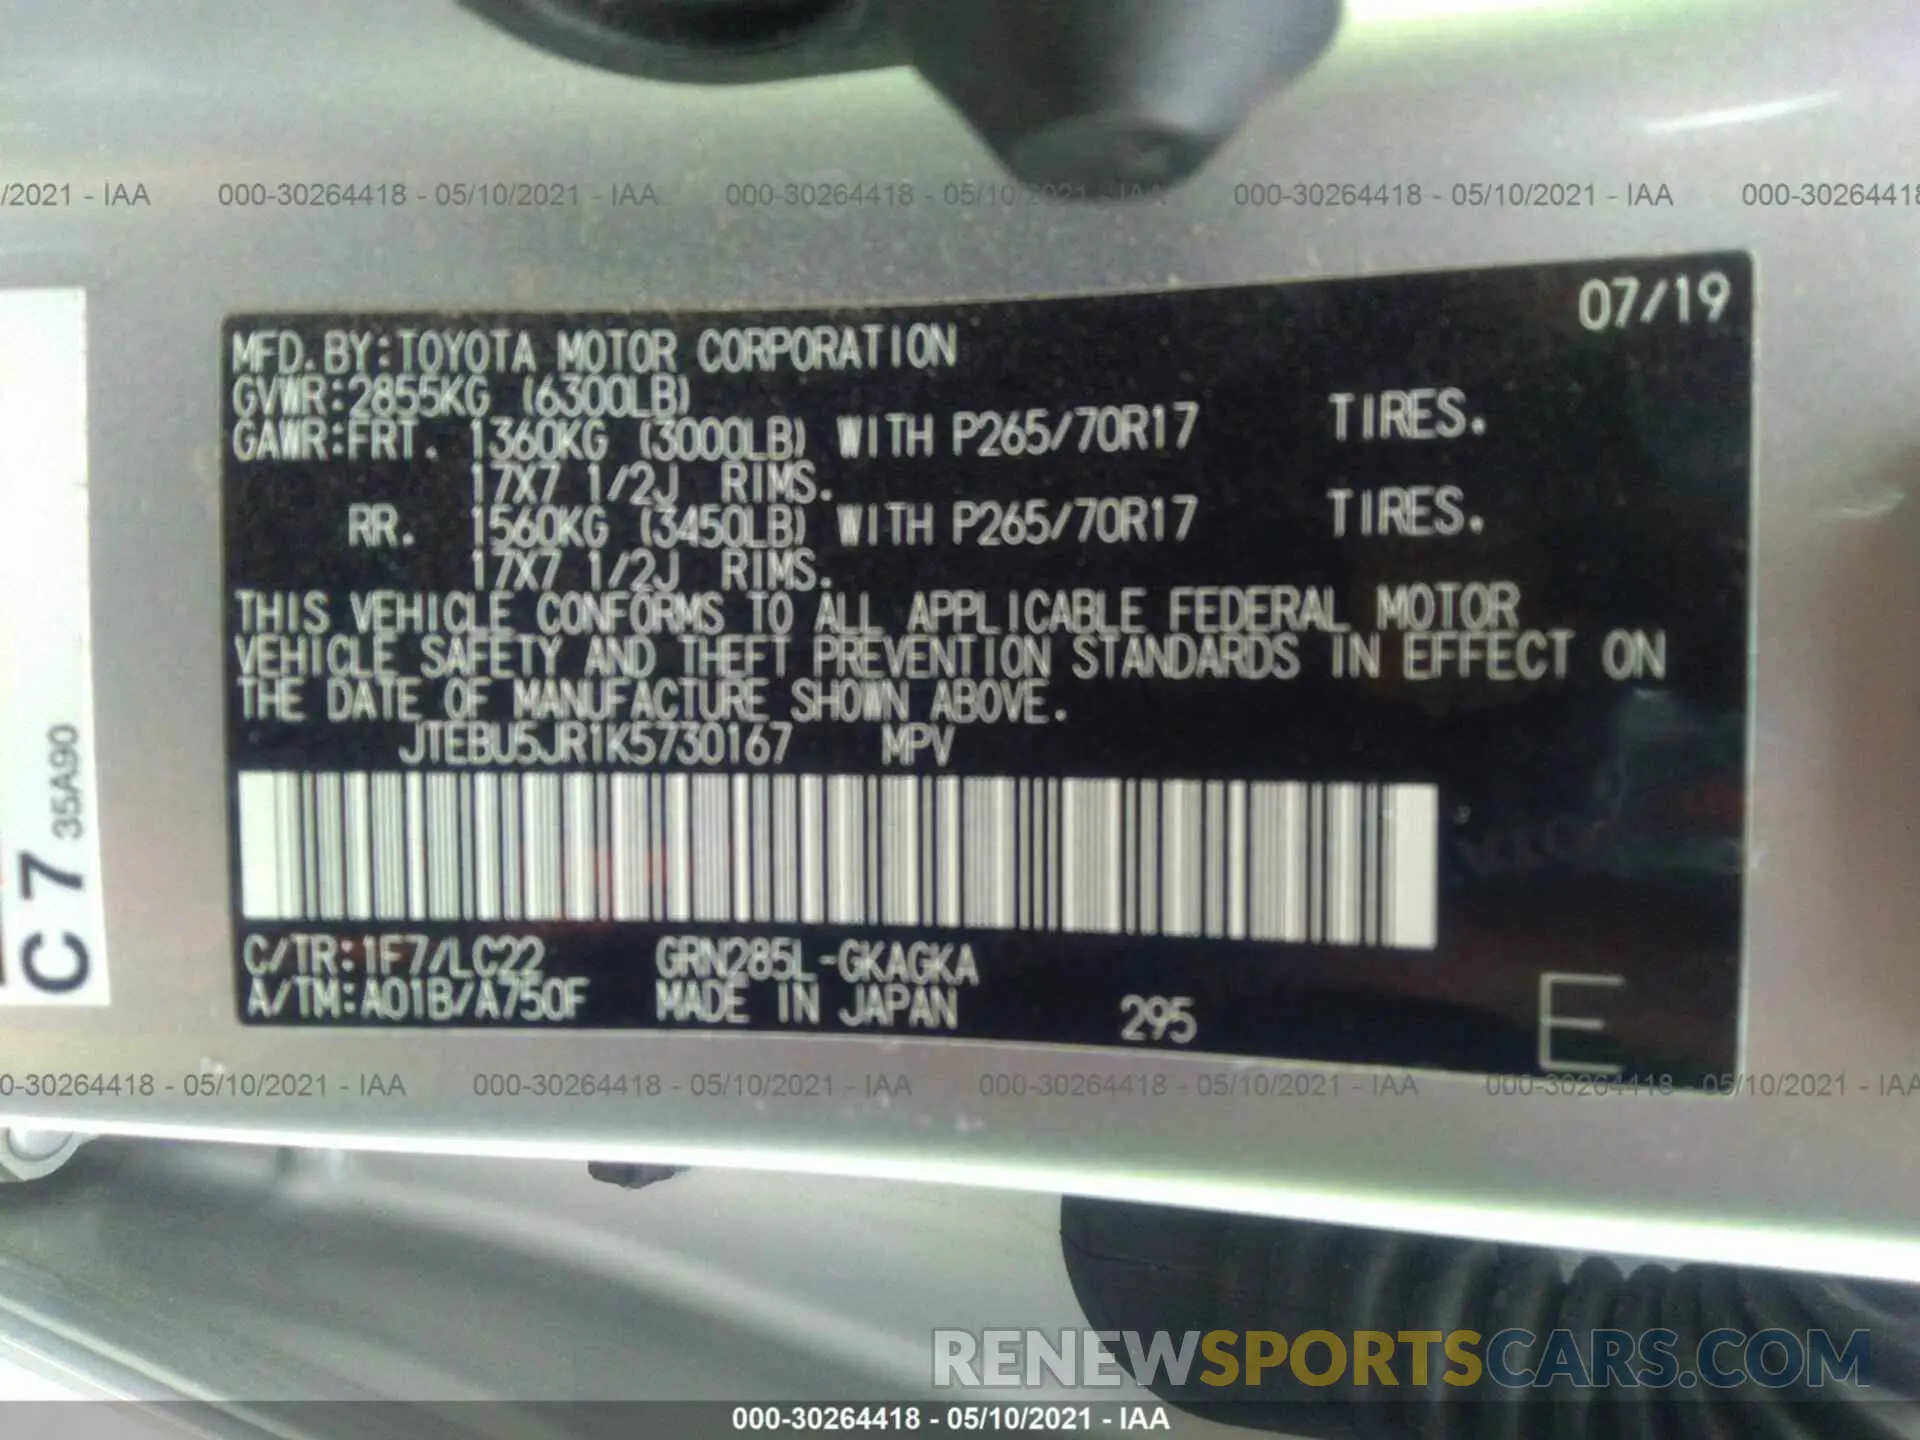 /2021 - IAA 000-30264418 - 05/10/2021 - IAA 000-30264418 - 05/10/2021 - IAA 000-30264418 - 05/10/2021 - IAA 000-30264418
07/19
MFD.BY:TOYOTA MOTOR CORPORATION
GVWR:2855KG (6300LB)
GAWR:FRT. 1360KG (3000LB) WITH P265/70R17 TIRES.
17X7 1/2J RIMS.
RR. 1560KG (3450LB) WITH P265/70R17 TIRES.
17X7 1/2J RIMS.
THIS VEHICLE CONFORMS TO ALL APPLICABLE FEDERAL MOTOR
VEHICLE SAFETY AND THEFT PREVENTION STANDARDS IN EFFECT ON
THE DATE OF MANUFACTURE SHOWN ABOVE.
JTEBU5JR1K5730167 MPV
C/TR:1F7/LC22 GRN285L-GKAGKA
A/TM:A01B/A750F MADE IN JAPAN 295
E
C 7 35A90
0-30264418 - 05/10/2021 - IAA 000-30264418 - 05/10/2021 - IAA 000-30264418 - 05/10/2021 - IAA 000-30264418 - 05/10/2021 - IAA
RENEWSPORTSCARS.COM
000-30264418 - 05/10/2021 - IAA